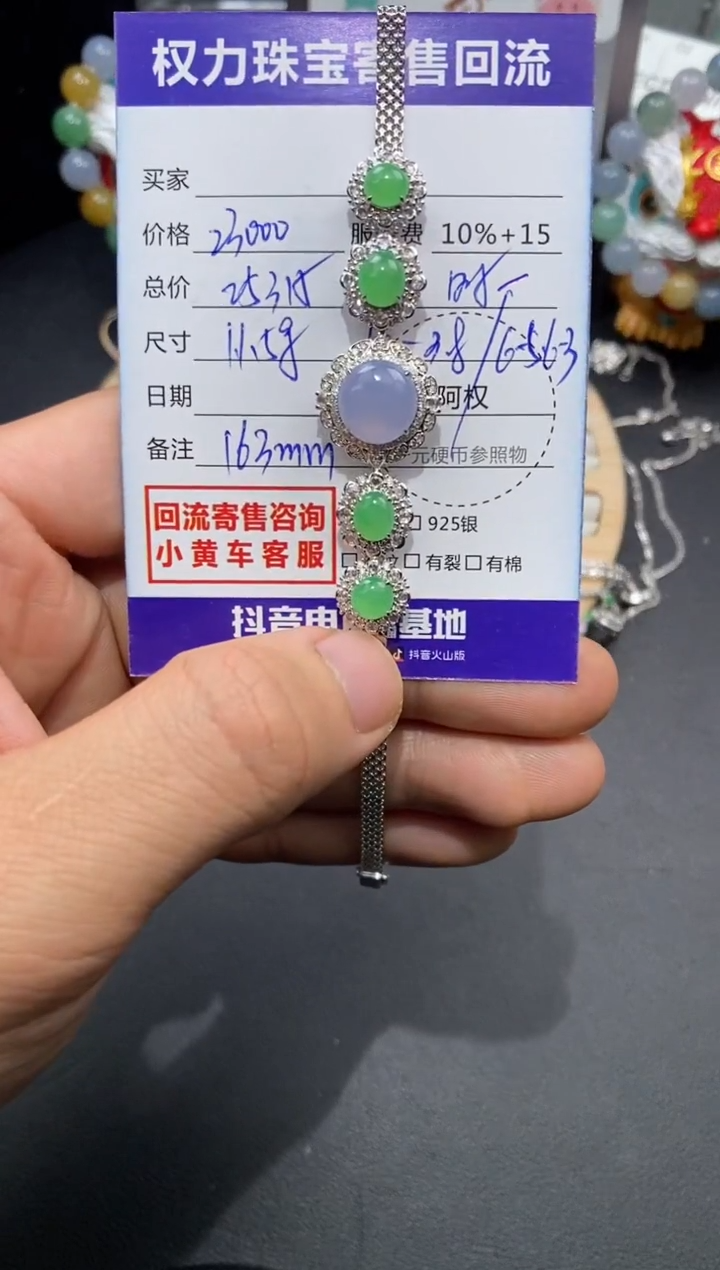 权力珠宝寄售回流
买家
价格 23000 服 费 10%+15
总价 25315
尺寸 11.5g
日期 阿权
备注 163mm 元硬币参照物
回流寄售咨询
小黄车客服
925银
有裂 有棉
抖音电 基地
抖音火山版